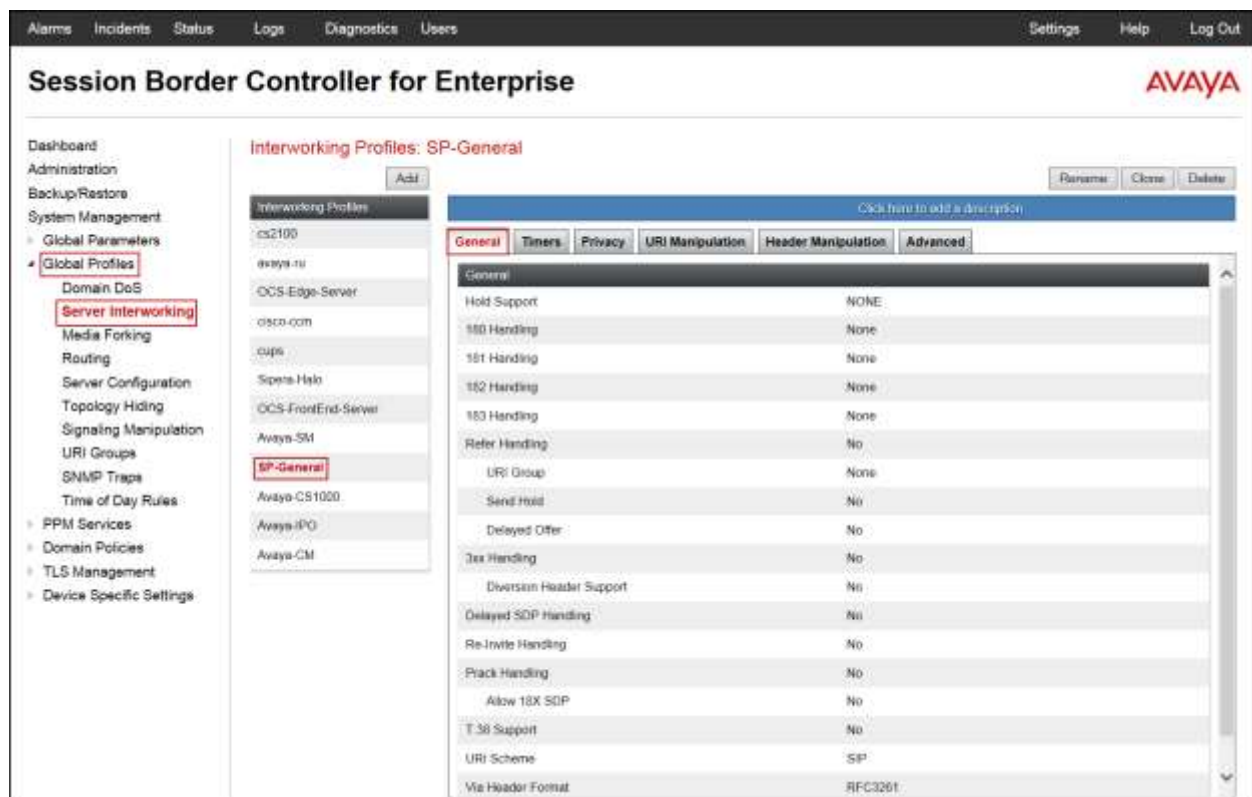 Alarms Incidents Status Logs Diagnostics Users Settings Help Log Out
Session Border Controller for Enterprise
AVAYA
Dashboard
Administration
Backup/Restore
System Management
Global Parameters
Global Profiles
Domain DoS
Server Interworking
Media Forking
Routing
Server Configuration
Topology Hiding
Signaling Manipulation
URI Groups
SNMP Traps
Time of Day Rules
PPM Services
Domain Policies
TLS Management
Device Specific Settings
Interworking Profiles: SP-General
Add
Rename Clone Delete
Interworking Profiles
cs2100
avaya-ru
OCS-Edge-Server
cisco-ccm
cups
Sipera-Halo
OCS-FrontEnd-Server
Avaya-SM
SP-General
Avaya-CS1000
Avaya-IPO
Avaya-CM
Click here to add a description
General Timers Privacy URI Manipulation Header Manipulation Advanced
General
Hold Support NONE
180 Handling None
181 Handling None
182 Handling None
183 Handling None
Refer Handling No
URI Group None
Send Hold No
Delayed Offer No
3xx Handling No
Diversion Header Support No
Delayed SDP Handling No
Re-Invite Handling No
Prack Handling No
Allow 18X SDP No
T.38 Support No
URI Scheme SIP
Via Header Format RFC3261